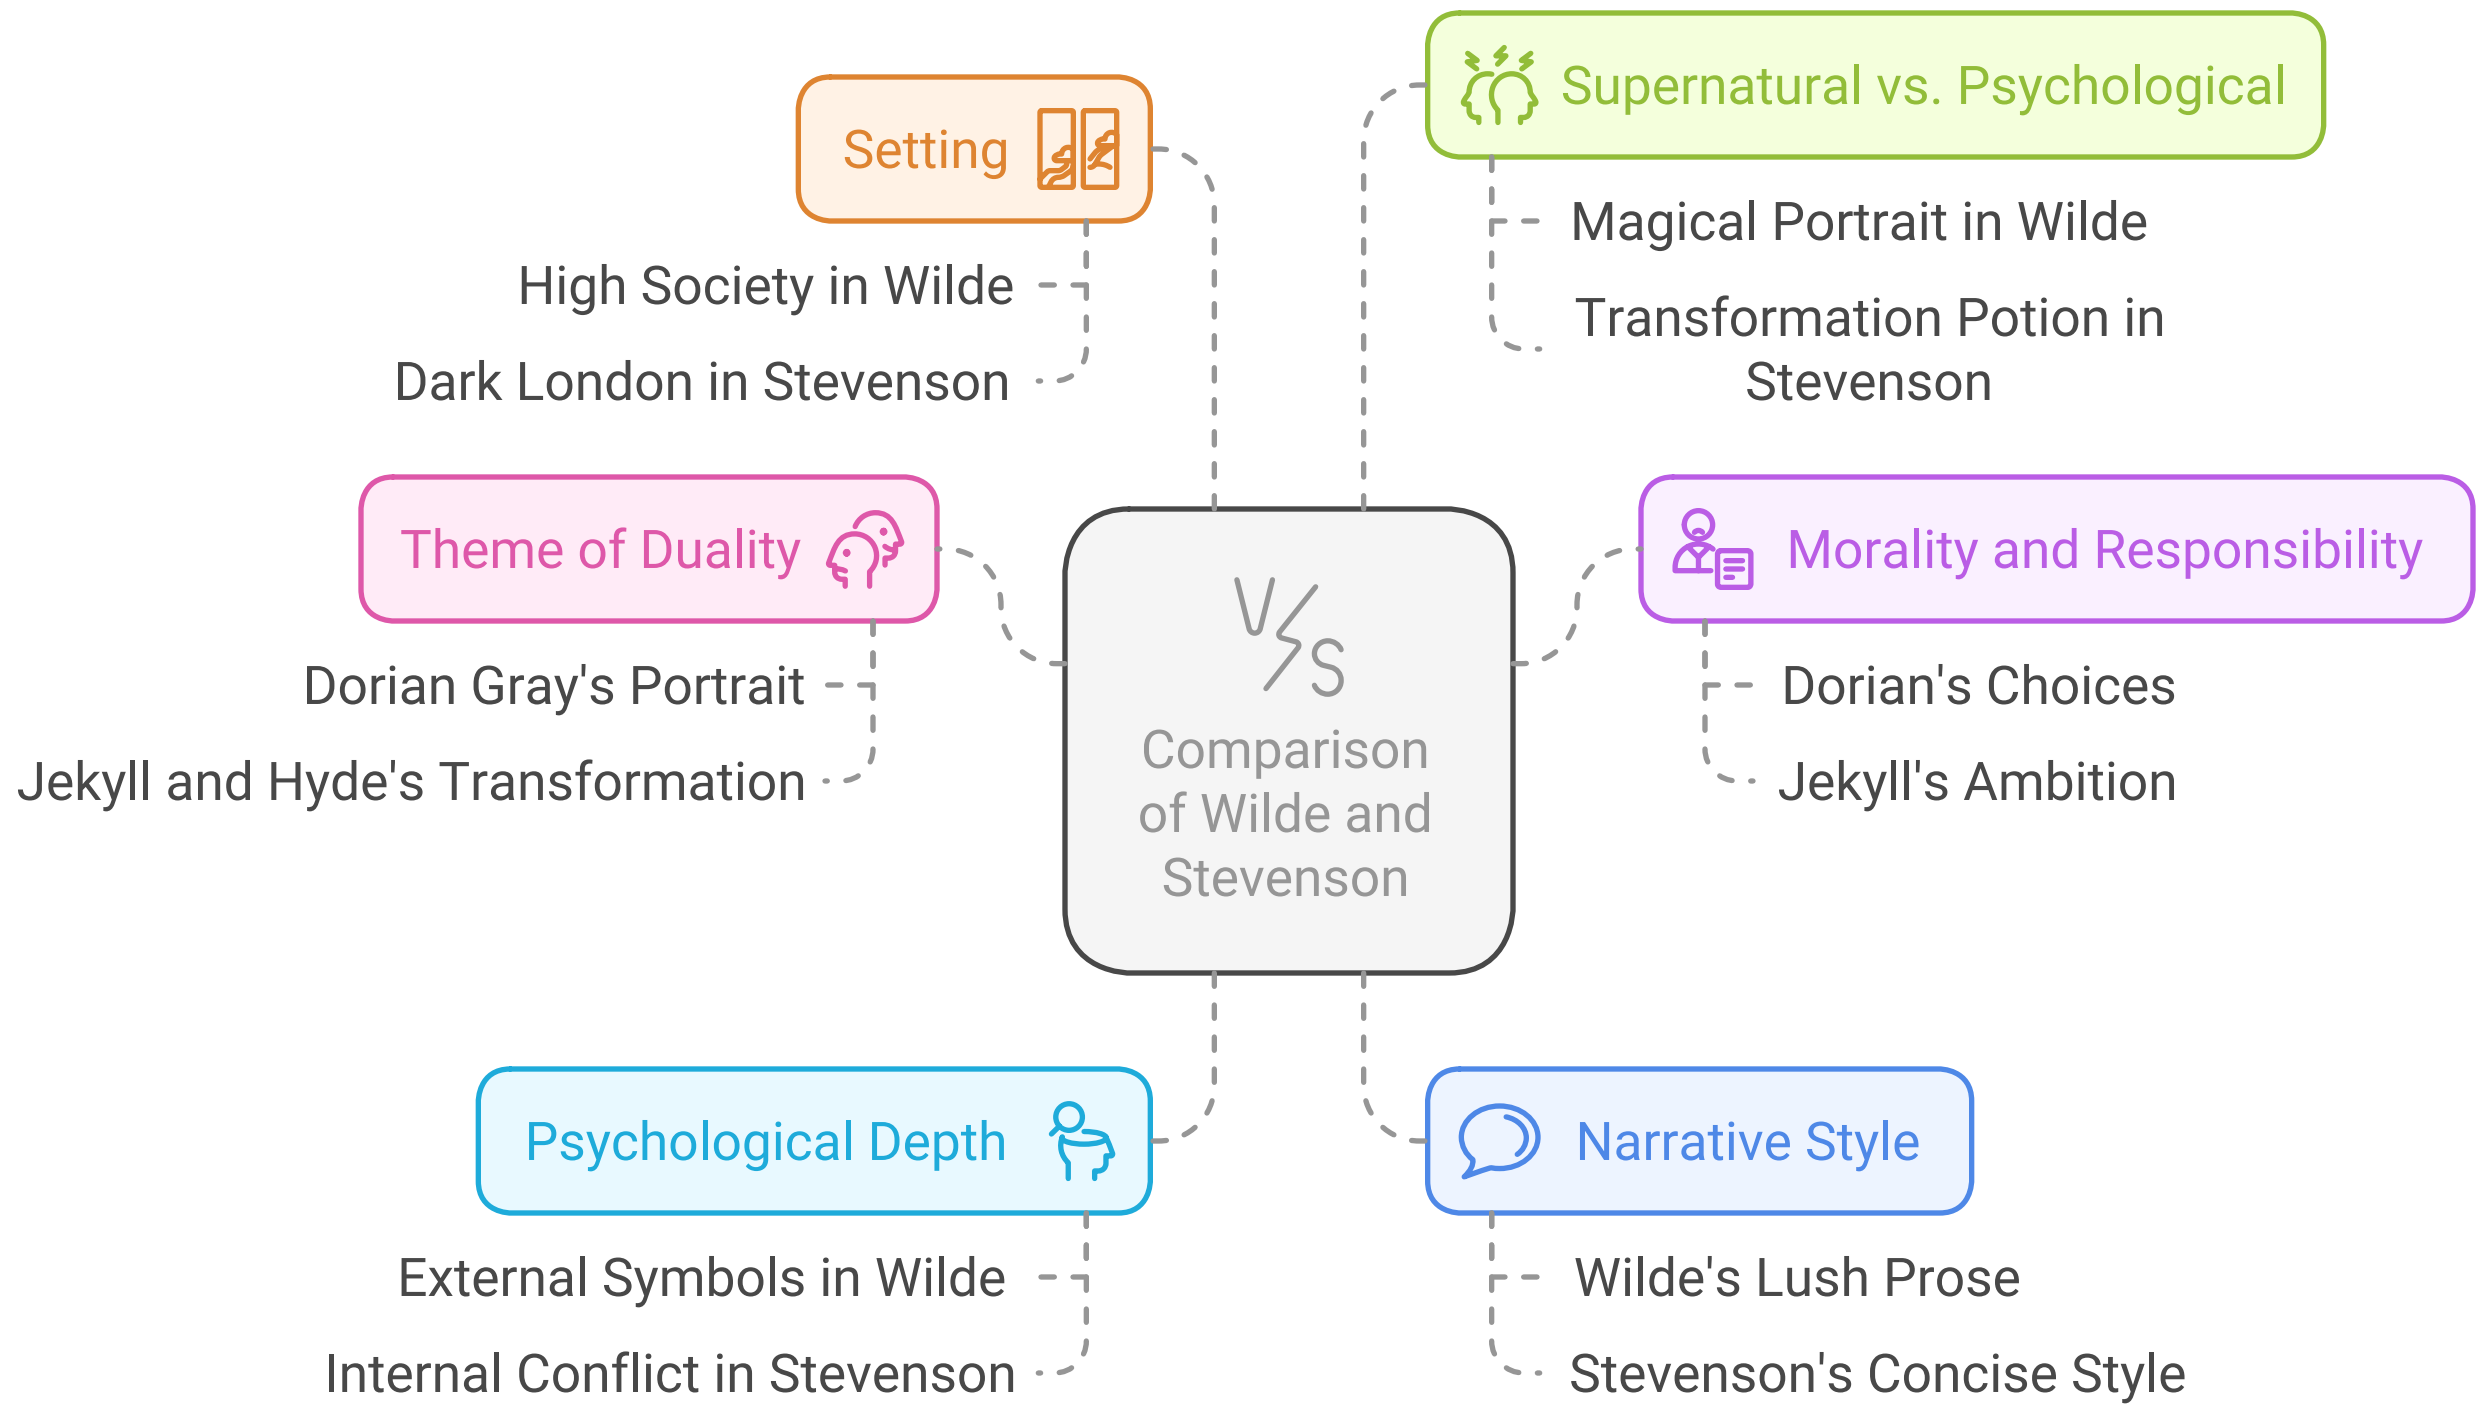 Setting
High Society in Wilde
Dark London in Stevenson
Supernatural vs. Psychological
Magical Portrait in Wilde
Transformation Potion in
Stevenson
Theme of Duality
Dorian Gray's Portrait
Jekyll and Hyde's Transformation
V/S
Comparison
of Wilde and
Stevenson
Morality and Responsibility
Dorian's Choices
Jekyll's Ambition
Psychological Depth
External Symbols in Wilde
Internal Conflict in Stevenson
Narrative Style
Wilde's Lush Prose
Stevenson's Concise Style